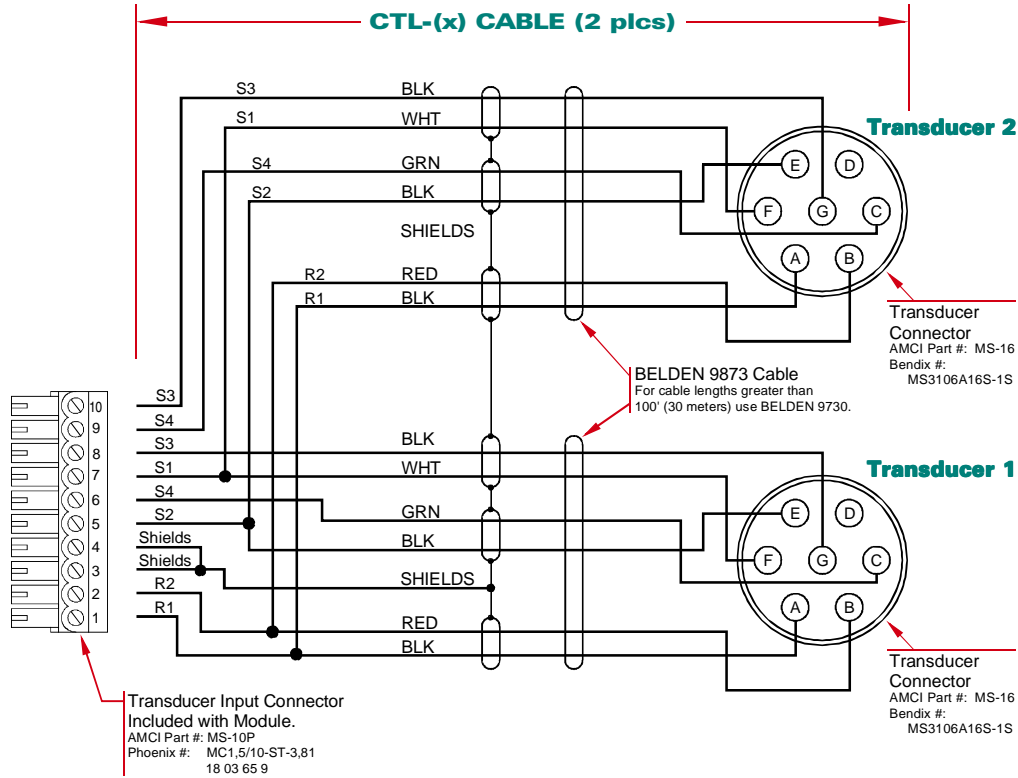 CTL-(x) CABLE (2 plcs)
S3 BLK
S1 WHT
Transducer 2
S4 GRN
E D
S2 BLK
F G C
SHIELDS
A B
R2 RED
R1 BLK
Transducer
Connector
AMCI Part #: MS-16
Bendix #:
MS3106A16S-1S
BELDEN 9873 Cable
For cable lengths greater than
100' (30 meters) use BELDEN 9730.
10 S3
9 S4
8 S3 BLK
7 S1 WHT
Transducer 1
6 S4 GRN
E D
5 S2 BLK
4 Shields
F G C
3 Shields SHIELDS
2 R2 RED
A B
1 R1 BLK
Transducer
Connector
AMCI Part #: MS-16
Bendix #:
MS3106A16S-1S
Transducer Input Connector
Included with Module.
AMCI Part #: MS-10P
Phoenix #: MC1,5/10-ST-3,81
18 03 65 9